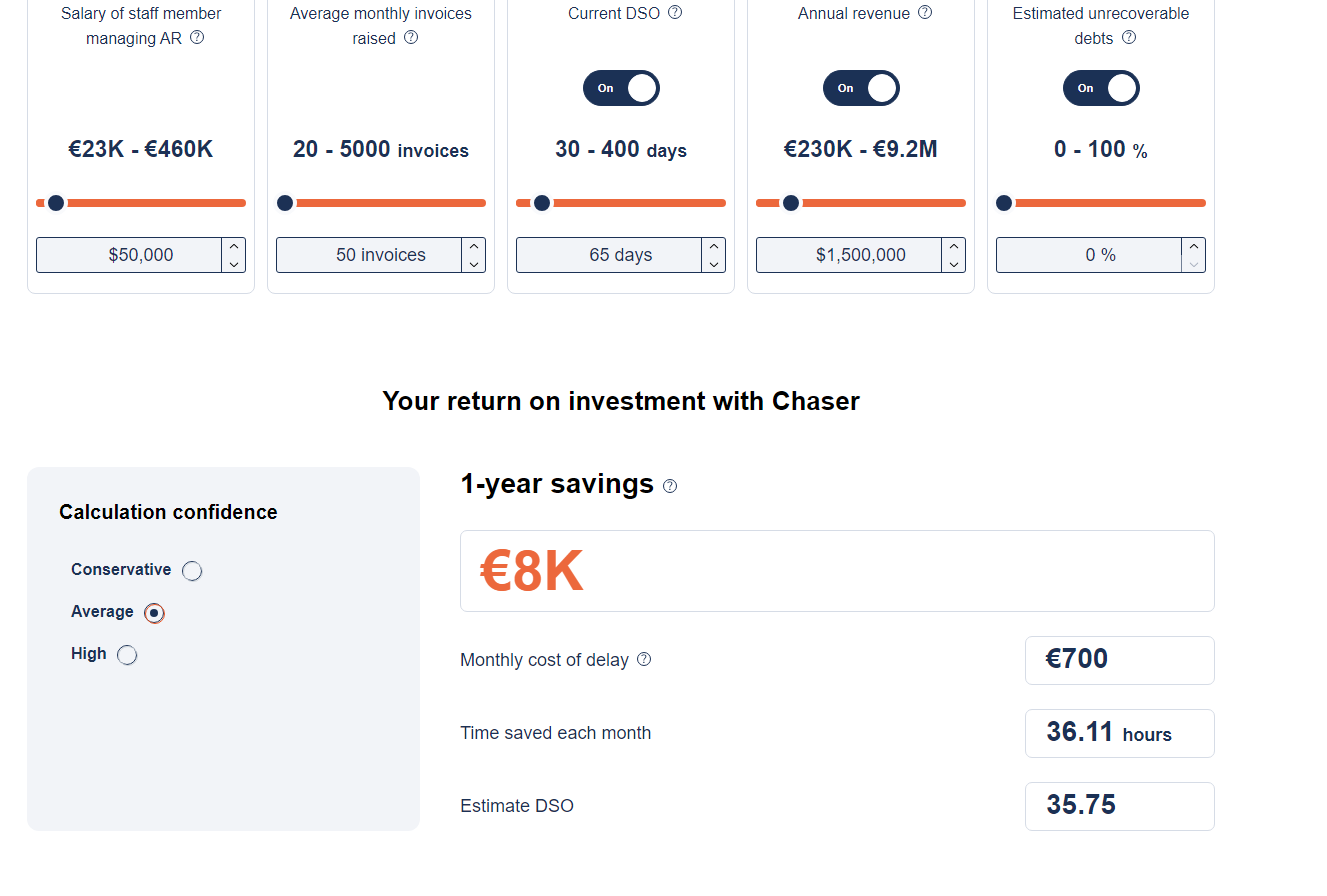 Salary of staff member
managing AR ?
Average monthly invoices
raised ?
Current DSO ?
Annual revenue ?
Estimated unrecoverable
debts ?
On
On
On
€23K - €460K
20 - 5000 invoices
30 - 400 days
€230K - €9.2M
0 - 100 %
$50,000
50 invoices
65 days
$1,500,000
0 %
Your return on investment with Chaser
Calculation confidence
Conservative
Average
High
1-year savings ?
€8K
Monthly cost of delay ?
€700
Time saved each month
36.11 hours
Estimate DSO
35.75